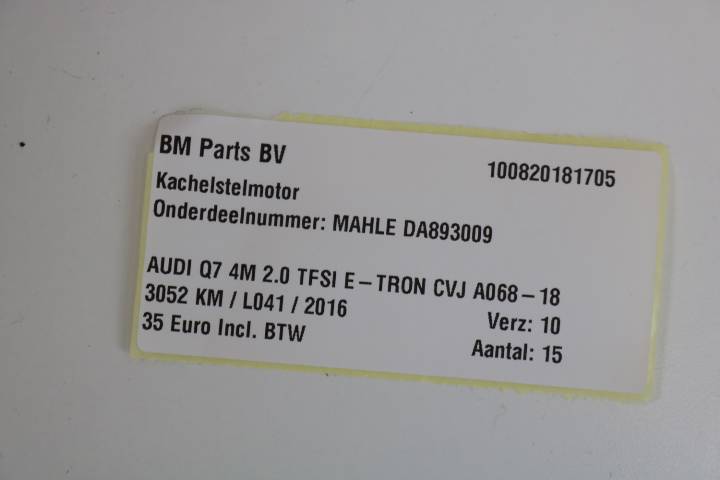 BM Parts BV 100820181705
Kachelstelmotor
Onderdeelnummer: MAHLE DA893009
AUDI Q7 4M 2.0 TFSI E-TRON CVJ A068-18
3052 KM / L041 / 2016 Verz: 10
35 Euro Incl. BTW Aantal: 15